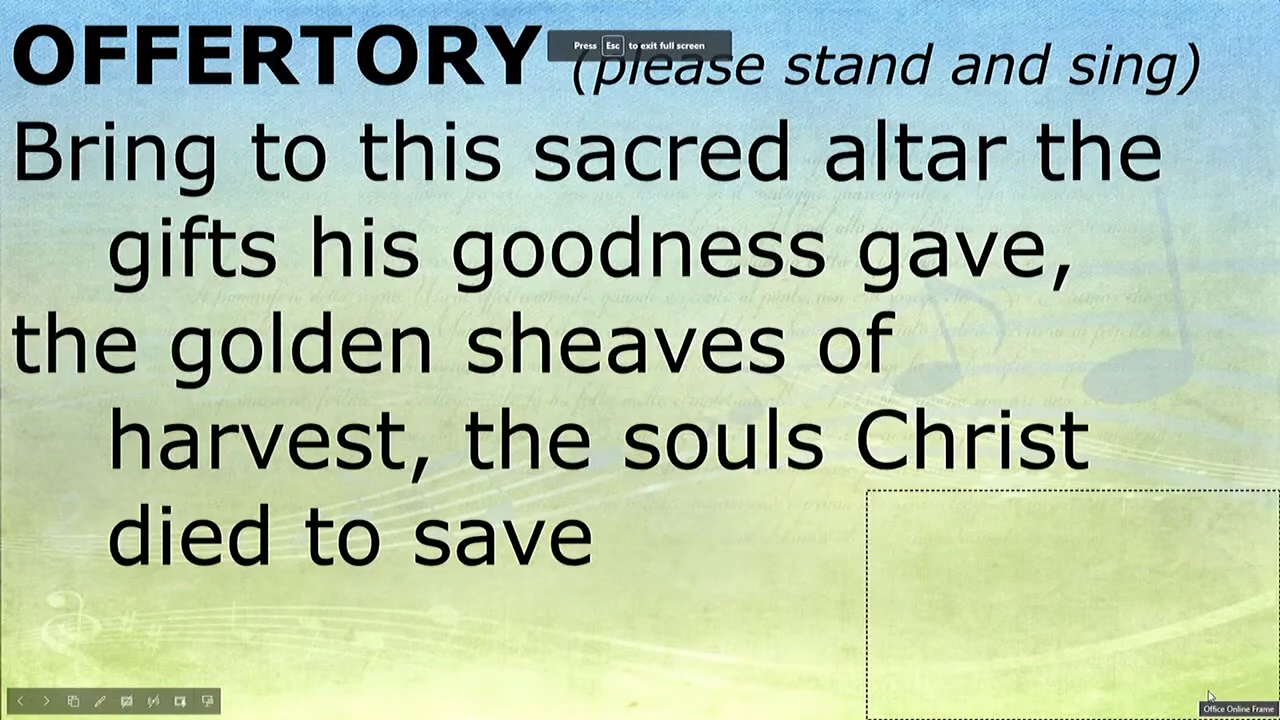 OFFERTORY (please stand and sing)
Press Esc to exit full screen
Bring to this sacred altar the
gifts his goodness gave,
the golden sheaves of
harvest, the souls Christ
died to save
Office Online Frame